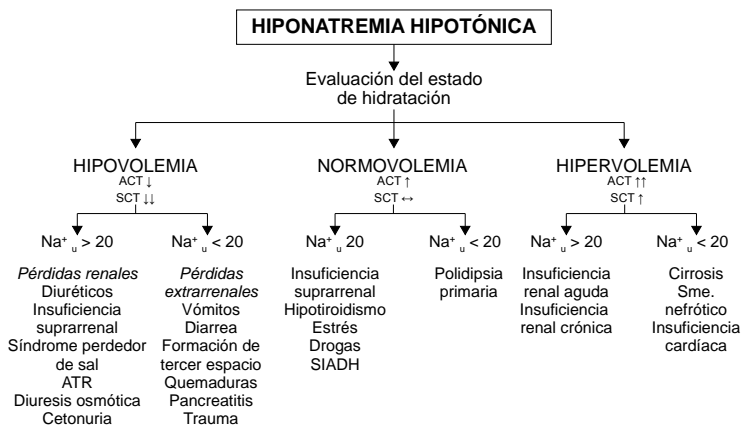 HIPONATREMIA HIPOTÓNICA
Evaluación del estado
de hidratación
HIPOVOLEMIA
ACT ↓
SCT ↓↓
Na⁺ᵤ > 20
Pérdidas renales
Diuréticos
Insuficiencia
suprarrenal
Síndrome perdedor
de sal
ATR
Diuresis osmótica
Cetonuria
Na⁺ᵤ < 20
Pérdidas
extrarrenales
Vómitos
Diarrea
Formación de
tercer espacio
Quemaduras
Pancreatitis
Trauma
NORMOVOLEMIA
ACT ↑
SCT ↔
Na⁺ᵤ 20
Insuficiencia
suprarrenal
Hipotiroidismo
Estrés
Drogas
SIADH
Na⁺ᵤ < 20
Polidipsia
primaria
HIPERVOLEMIA
ACT ↑↑
SCT ↑
Na⁺ᵤ > 20
Insuficiencia
renal aguda
Insuficiencia
renal crónica
Na⁺ᵤ < 20
Cirrosis
Sme.
nefrótico
Insuficiencia
cardíaca